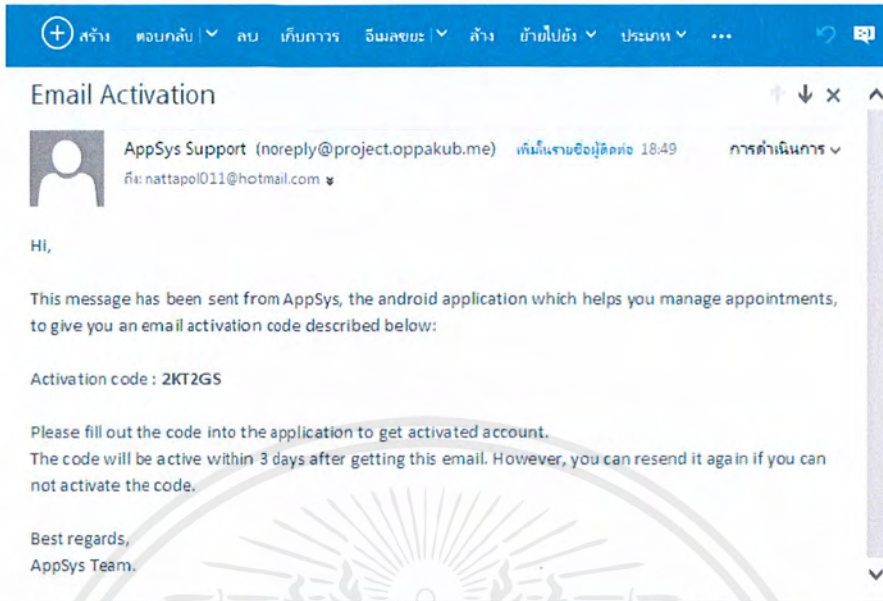 สร้าง ตอบกลับ ลบ เก็บถาวร อีเมลขยะ ล้าง ย้ายไปยัง ประเภท •••
Email Activation
AppSys Support (noreply@project.oppakub.me) เพิ่มในรายชื่อผู้ติดต่อ 18:49 การดำเนินการ
ถึง: nattapol011@hotmail.com
Hi,
This message has been sent from AppSys, the android application which helps you manage appointments,
to give you an email activation code described below:
Activation code : 2KT2GS
Please fill out the code into the application to get activated account.
The code will be active within 3 days after getting this email. However, you can resend it again if you can
not activate the code.
Best regards,
AppSys Team.